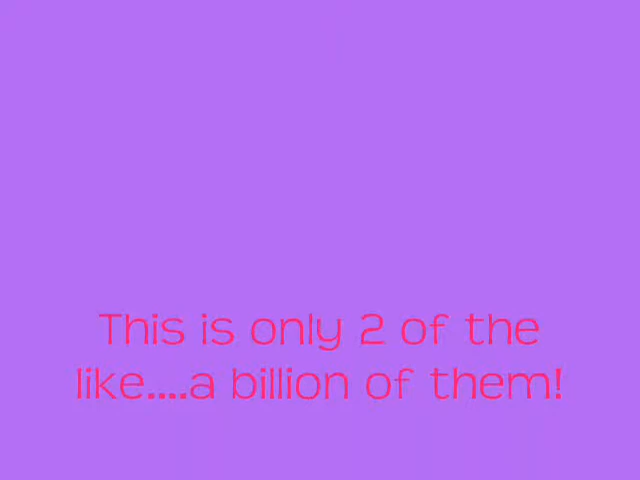 This is only 2 of the
like....a billion of them!